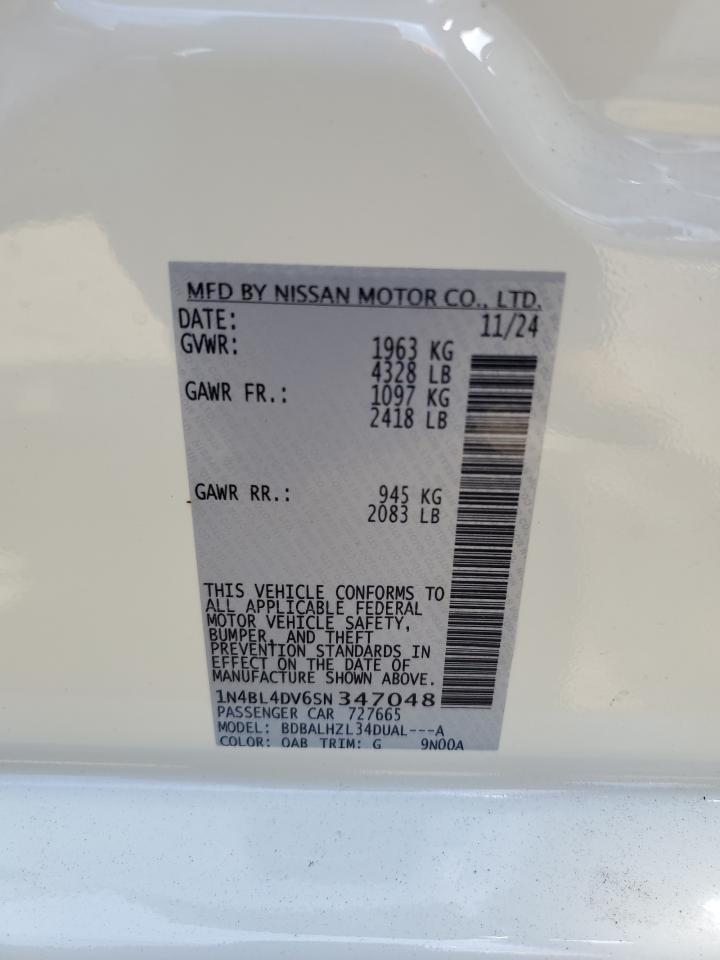 MFD BY NISSAN MOTOR CO., LTD.
DATE: 11/24
GVWR: 1963 KG
4328 LB
GAWR FR.: 1097 KG
2418 LB
GAWR RR.: 945 KG
2083 LB
THIS VEHICLE CONFORMS TO
ALL APPLICABLE FEDERAL
MOTOR VEHICLE SAFETY,
BUMPER, AND THEFT
PREVENTION STANDARDS IN
EFFECT ON THE DATE OF
MANUFACTURE SHOWN ABOVE.
1N4BL4DV6SN347048
PASSENGER CAR 727665
MODEL: BDBALHZL34DUAL---A
COLOR: QAB TRIM: G 9N00A